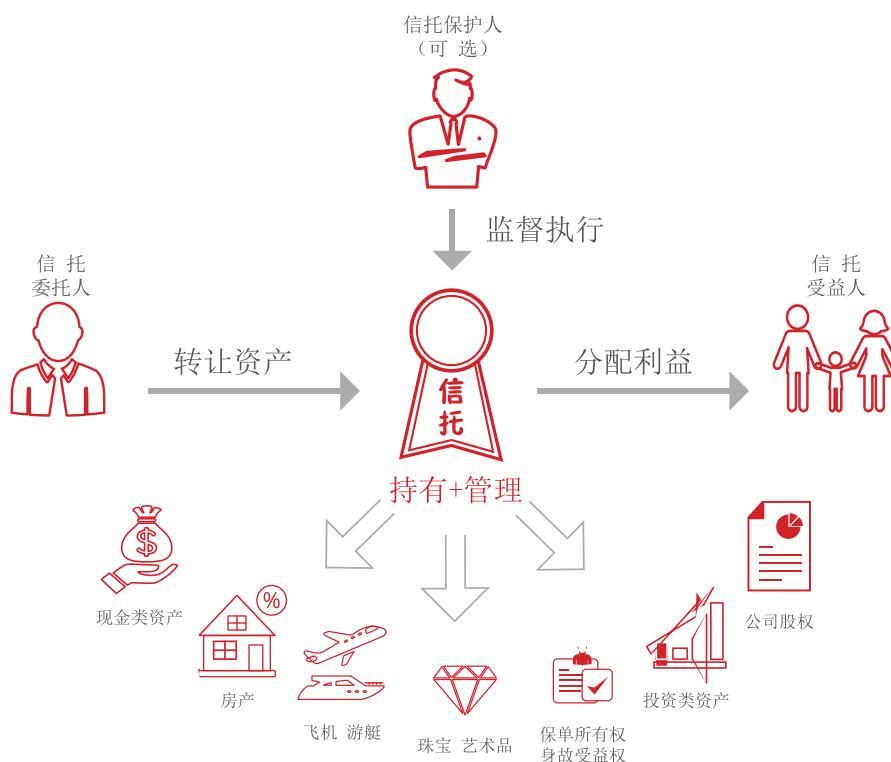 信托保护人
（可 选）
监督执行
信 托
委托人
转让资产
信
托
分配利益
信 托
受益人
持有+管理
$
现金类资产
%
房产
飞机 游艇
珠宝 艺术品
保单所有权
身故受益权
投资类资产
公司股权